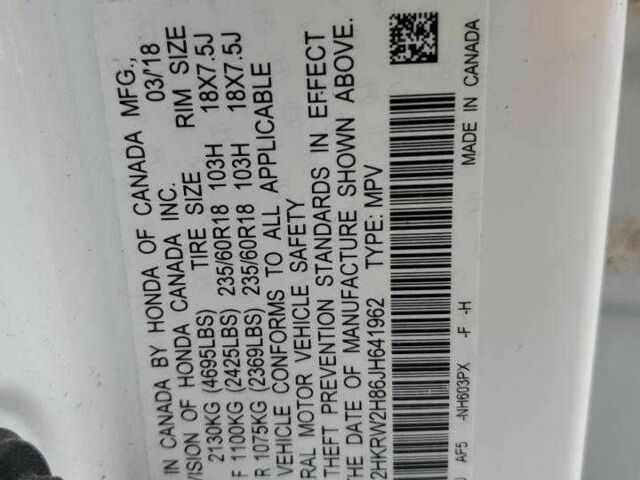 IN CANADA BY HONDA OF CANADA MFG.,
VISION OF HONDA CANADA INC. 03/'18
TIRE SIZE RIM SIZE
2130KG (4695LBS)
F 1100KG (2425LBS) 235/60R18 103H 18X7.5J
R 1075KG (2369LBS) 235/60R18 103H 18X7.5J
VEHICLE CONFORMS TO ALL APPLICABLE
RAL MOTOR VEHICLE SAFETY
THEFT PREVENTION STANDARDS IN EFFECT
HE DATE OF MANUFACTURE SHOWN ABOVE.
2HKRW2H86JH641962 TYPE: MPV
AF5 -NH603PX -F -H MADE IN CANADA